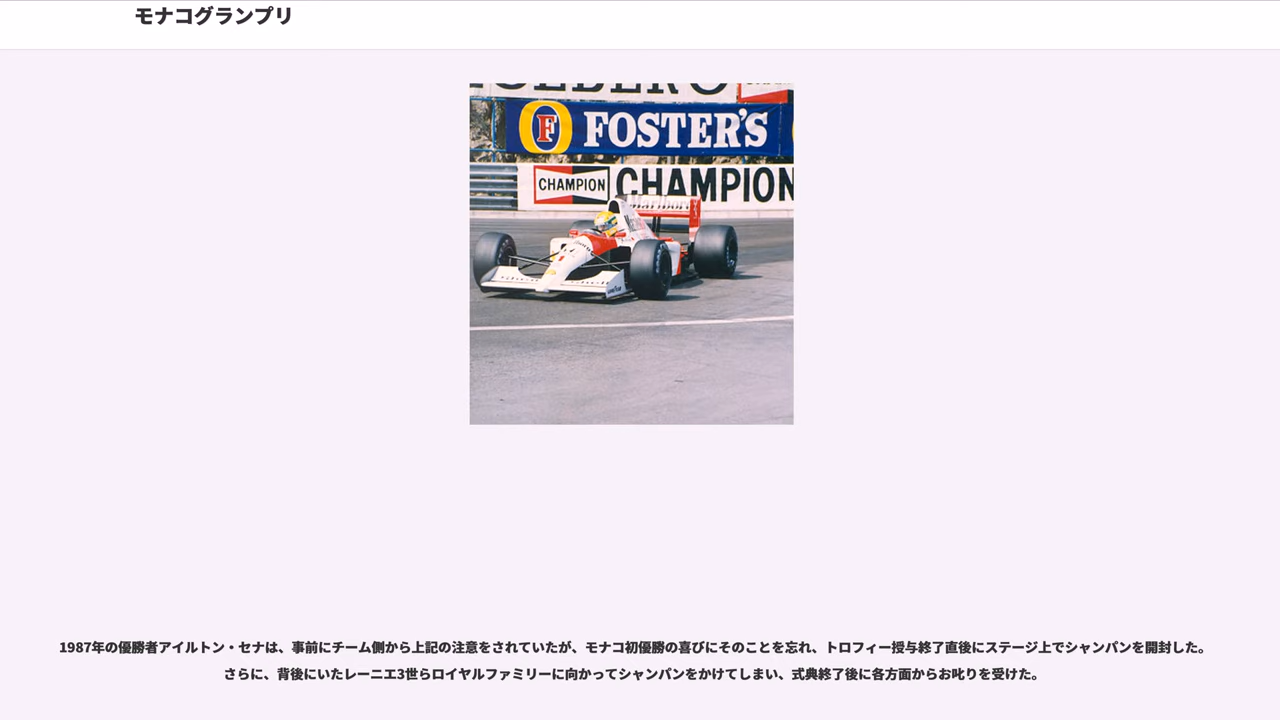 モナコグランプリ
FOSTER'S
CHAMPION CHAMPION
Marlboro
1987年の優勝者アイルトン・セナは、事前にチーム側から上記の注意をされていたが、モナコ初優勝の喜びにそのことを忘れ、トロフィー授与終了直後にステージ上でシャンパンを開封した。
さらに、背後にいたレーニエ3世らロイヤルファミリーに向かってシャンパンをかけてしまい、式典終了後に各方面からお叱りを受けた。